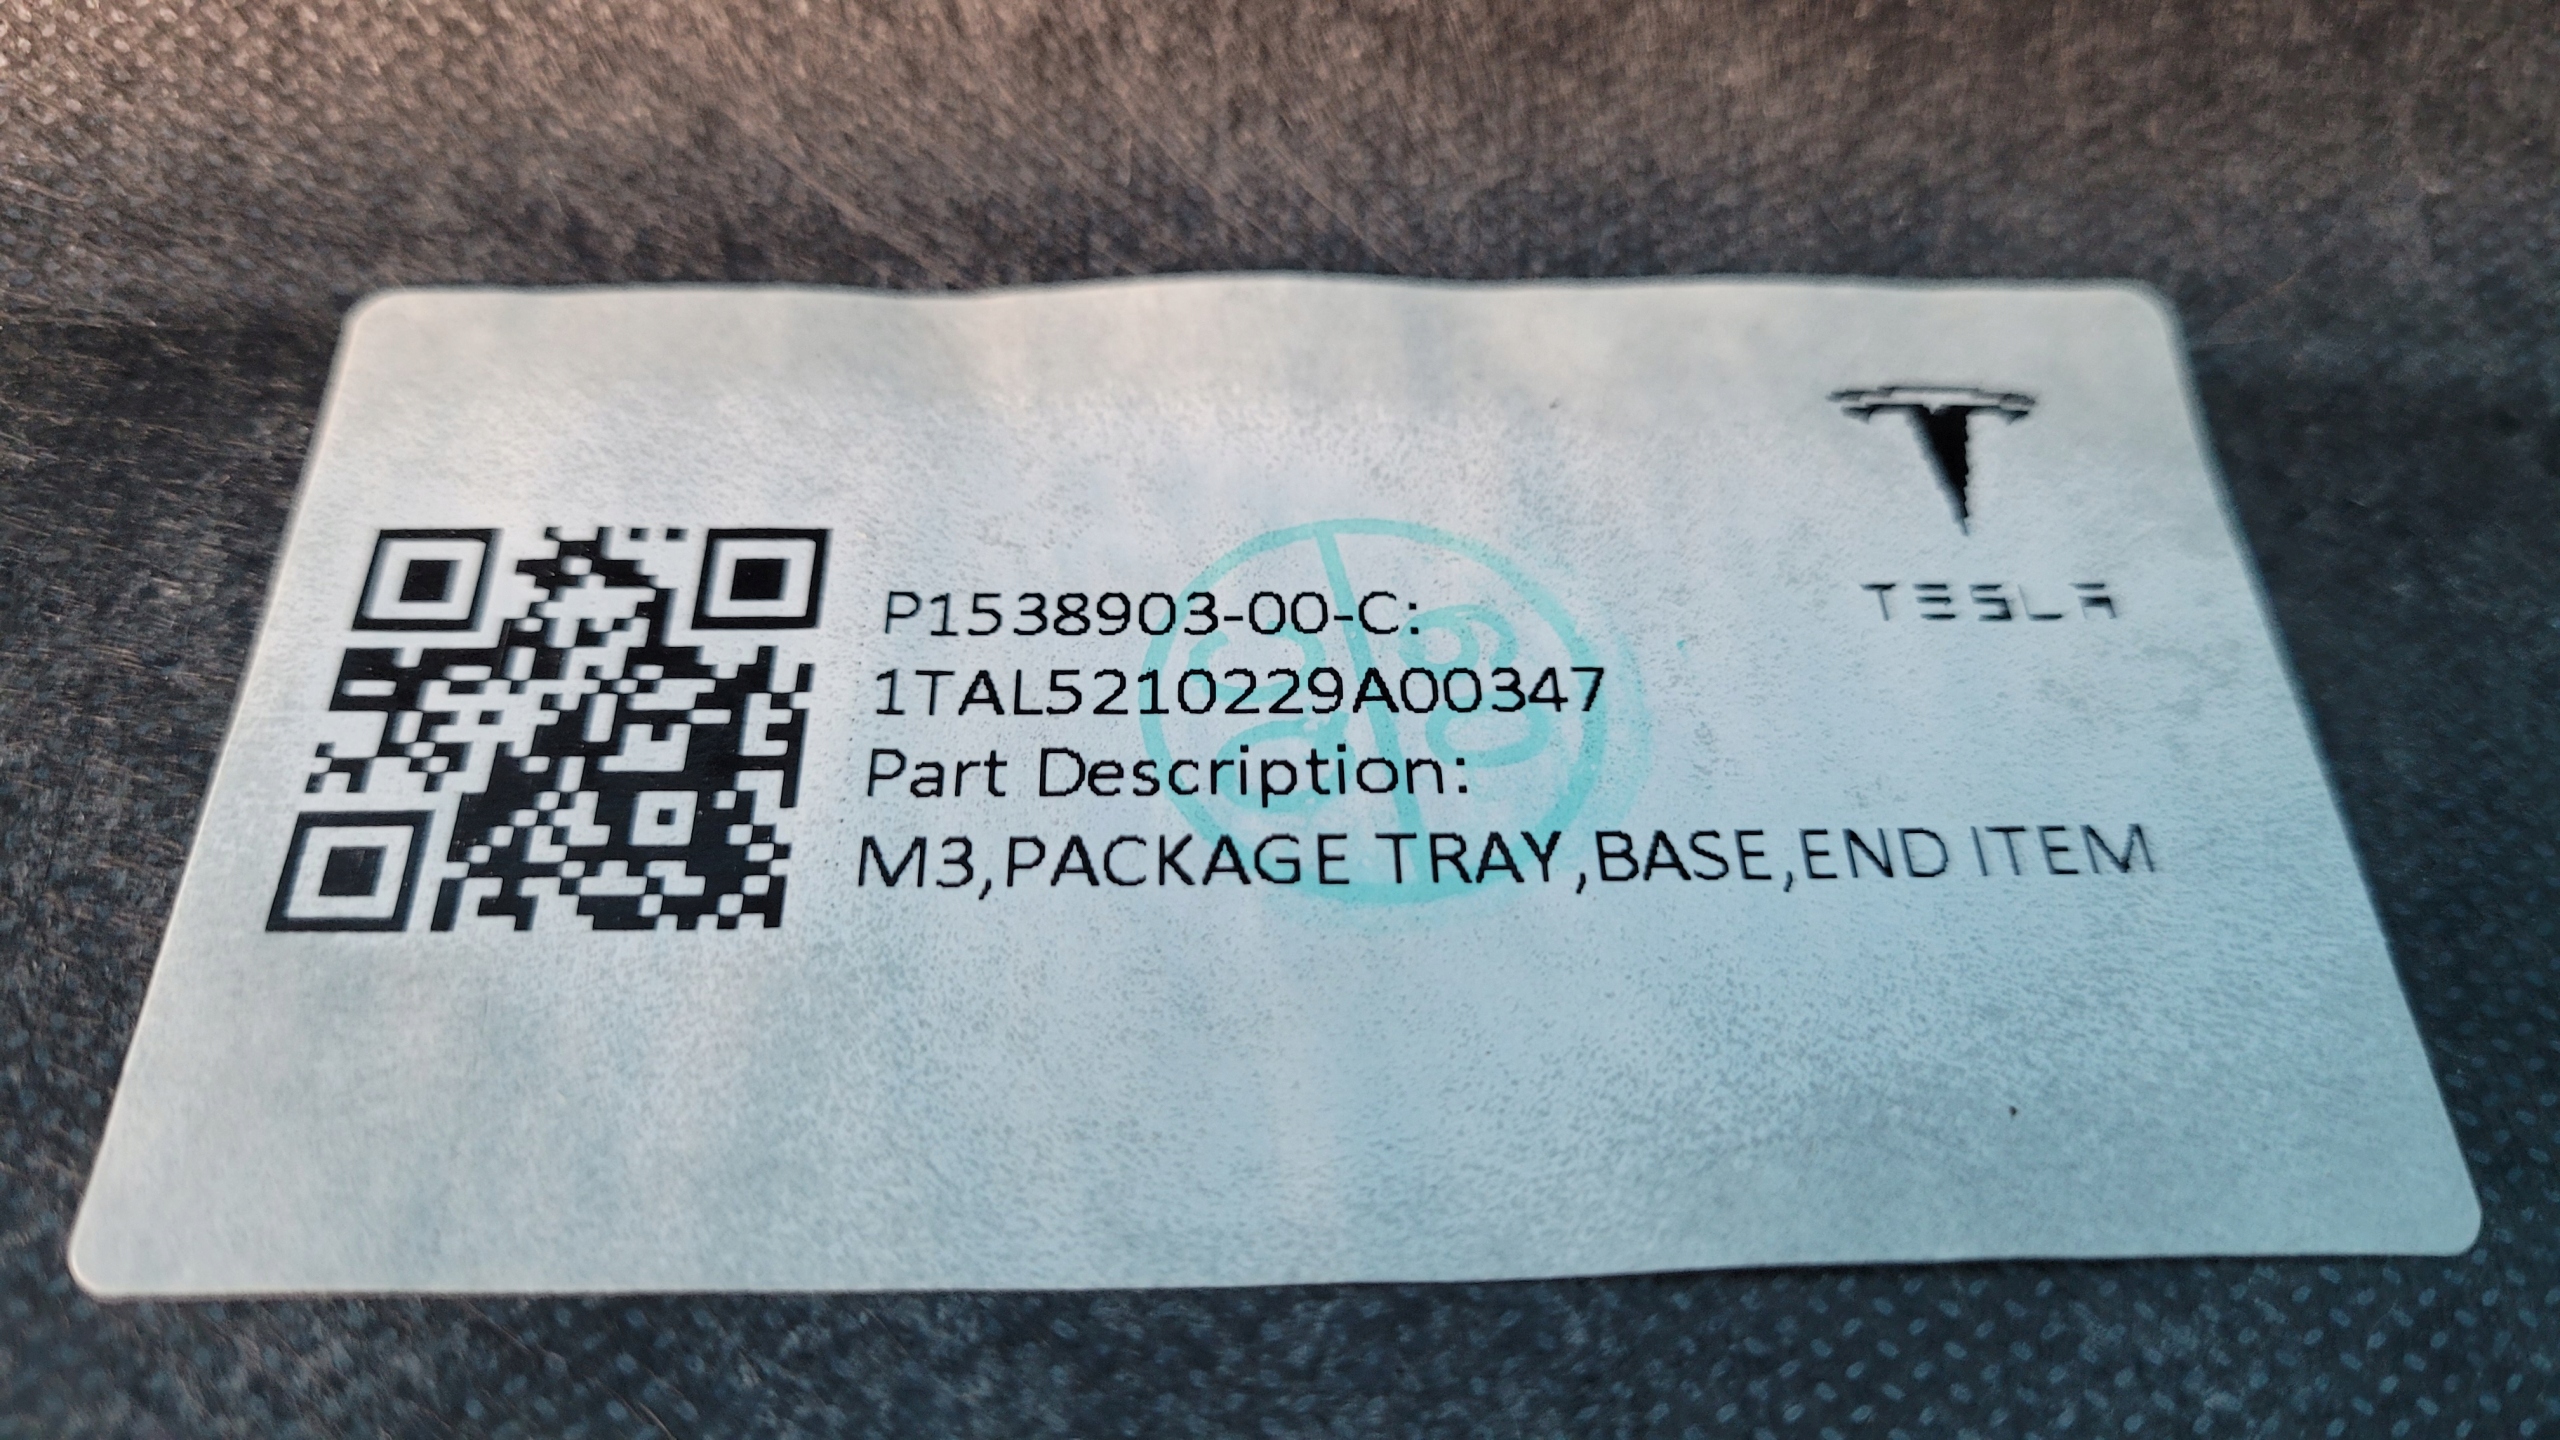 TESLA
P1538903-00-C:
1TAL5210229A00347
Part Description:
M3,PACKAGE TRAY,BASE,END ITEM